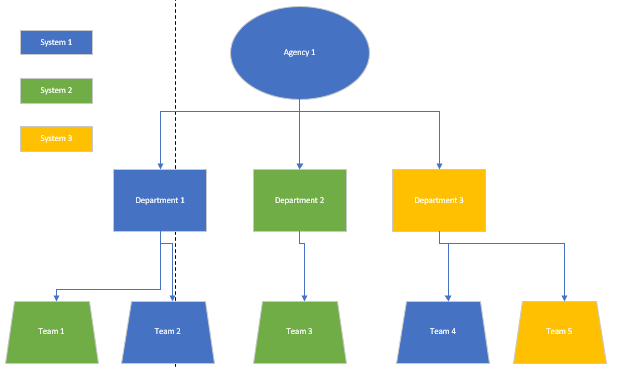 Agency 1
System 1
System 2
System 3
Department 1
Department 2
Department 3
Team 1
Team 2
Team 3
Team 4
Team 5